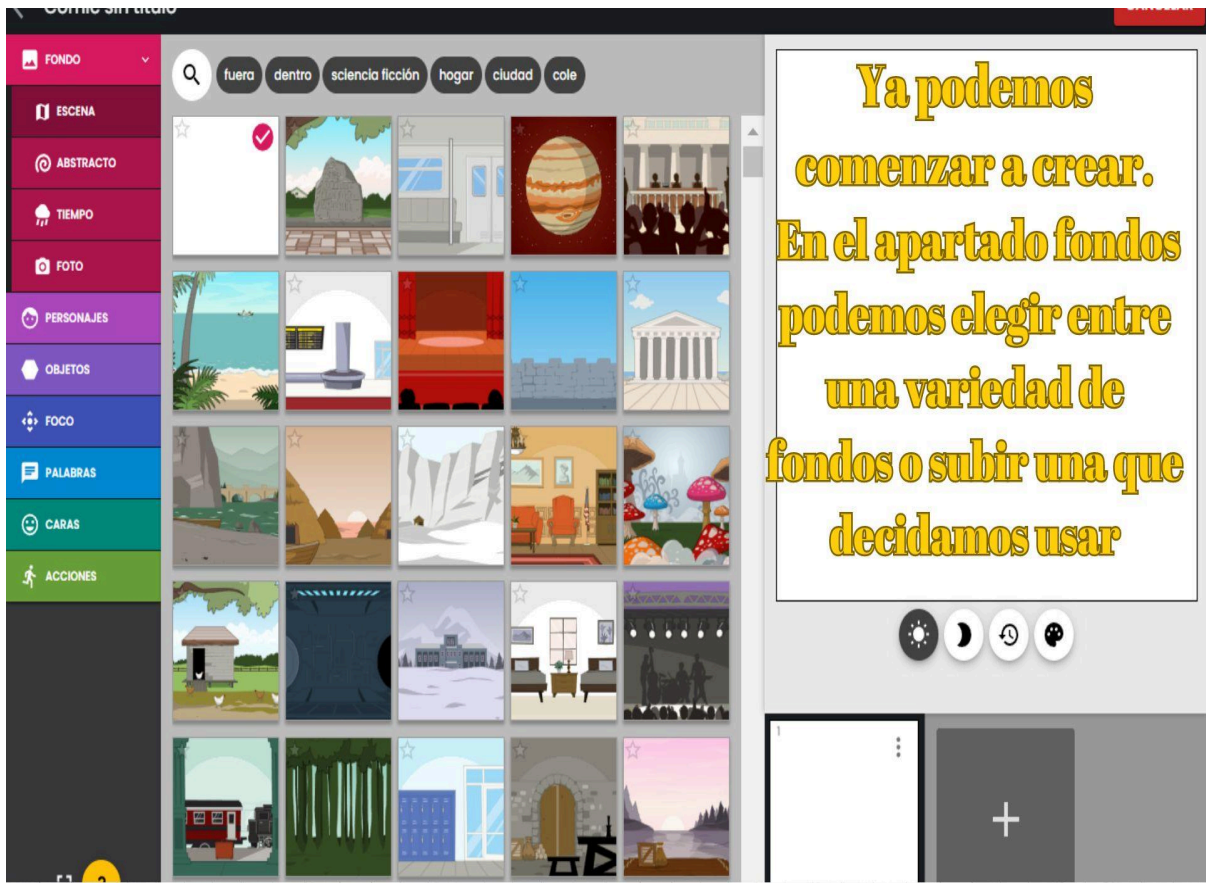 Cómic sin título
CANCELAR
FONDO
ESCENA
ABSTRACTO
TIEMPO
FOTO
PERSONAJES
OBJETOS
FOCO
PALABRAS
CARAS
ACCIONES
fuera dentro sciencia ficción hogar ciudad cole
Ya podemos
comenzar a crear.
En el apartado fondos
podemos elegir entre
una variedad de
fondos o subir una que
decidamos usar
1
?